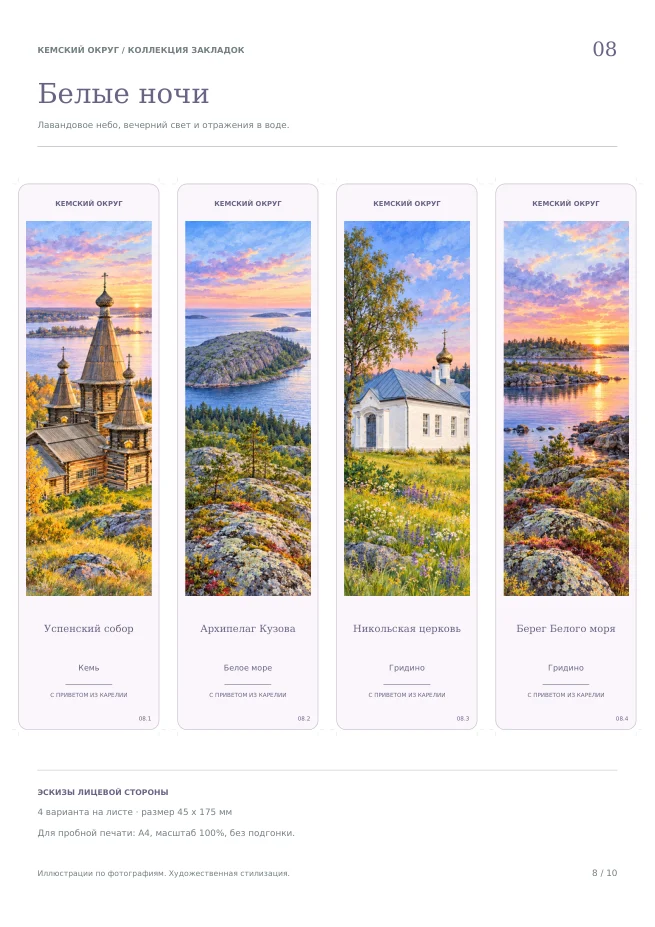 КЕМСКИЙ ОКРУГ / КОЛЛЕКЦИЯ ЗАКЛАДОК
08
Белые ночи
Лавандовое небо, вечерний свет и отражения в воде.
КЕМСКИЙ ОКРУГ
КЕМСКИЙ ОКРУГ
КЕМСКИЙ ОКРУГ
КЕМСКИЙ ОКРУГ
Успенский собор
Архипелаг Кузова
Никольская церковь
Берег Белого моря
Кемь
Белое море
Гридино
Гридино
С ПРИВЕТОМ ИЗ КАРЕЛИИ
С ПРИВЕТОМ ИЗ КАРЕЛИИ
С ПРИВЕТОМ ИЗ КАРЕЛИИ
С ПРИВЕТОМ ИЗ КАРЕЛИИ
08.1
08.2
08.3
08.4
ЭСКИЗЫ ЛИЦЕВОЙ СТОРОНЫ
4 варианта на листе · размер 45 x 175 мм
Для пробной печати: А4, масштаб 100%, без подгонки.
Иллюстрации по фотографиям. Художественная стилизация.
8 / 10